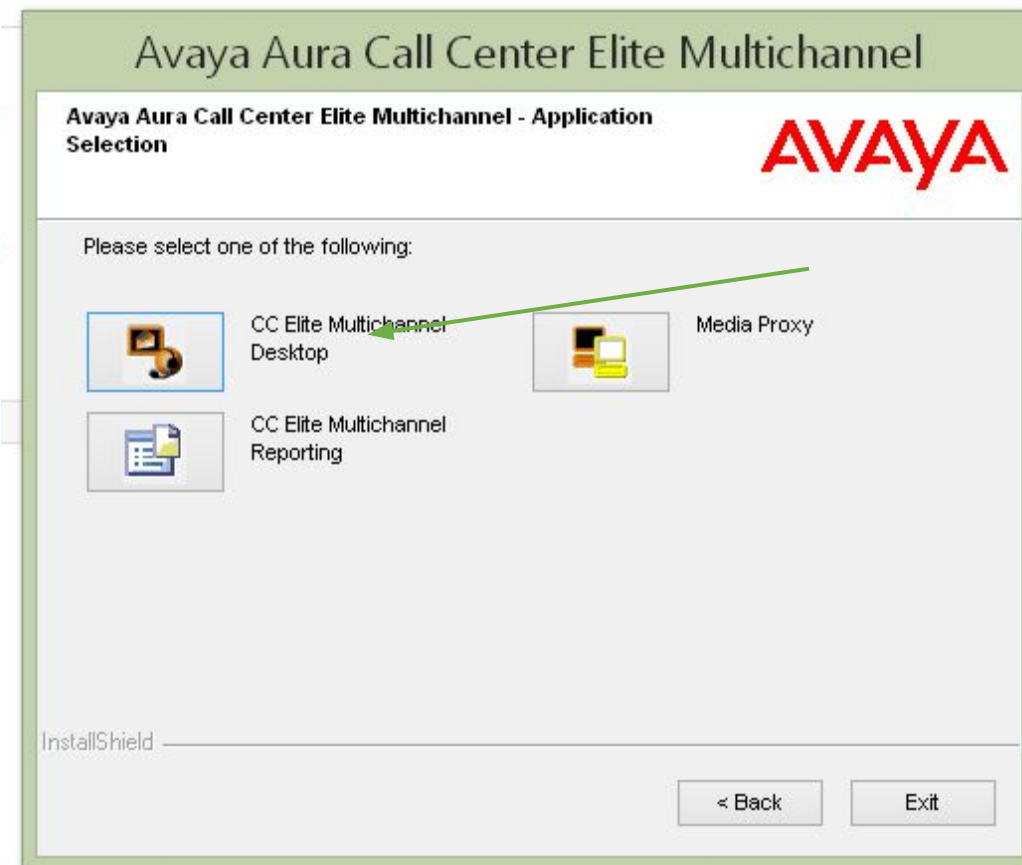 Avaya Aura Call Center Elite Multichannel
Avaya Aura Call Center Elite Multichannel - Application
Selection
AVAYA
Please select one of the following:
CC Elite Multichannel
Desktop
Media Proxy
CC Elite Multichannel
Reporting
InstallShield
< Back
Exit